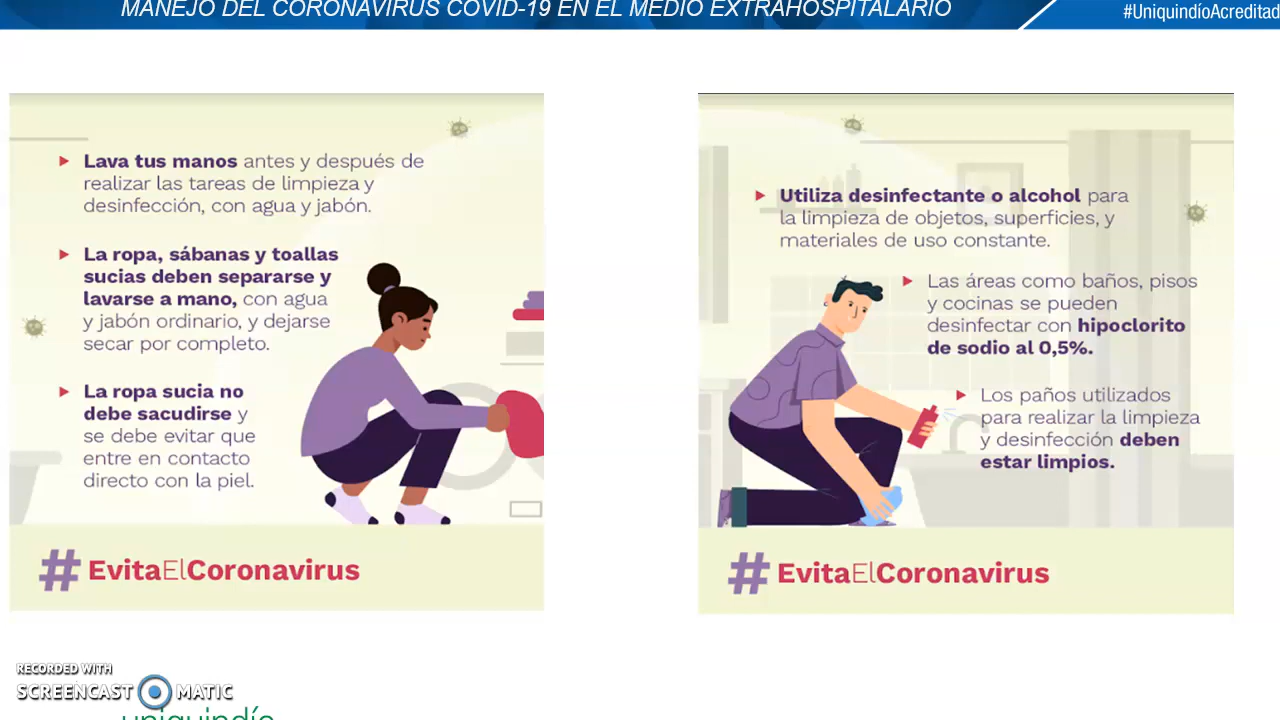 MANEJO DEL CORONAVIRUS COVID-19 EN EL MEDIO EXTRAHOSPITALARIO
#UniquindíoAcreditad
Lava tus manos antes y después de
realizar las tareas de limpieza y
desinfección, con agua y jabón.
La ropa, sábanas y toallas
sucias deben separarse y
lavarse a mano, con agua
y jabón ordinario, y dejarse
secar por completo.
La ropa sucia no
debe sacudirse y
se debe evitar que
entre en contacto
directo con la piel.
#EvitaElCoronavirus
Utiliza desinfectante o alcohol para
la limpieza de objetos, superficies, y
materiales de uso constante.
Las áreas como baños, pisos
y cocinas se pueden
desinfectar con hipoclorito
de sodio al 0,5%.
Los paños utilizados
para realizar la limpieza
y desinfección deben
estar limpios.
#EvitaElCoronavirus
RECORDED WITH
SCREENCAST MATIC
uniquindío